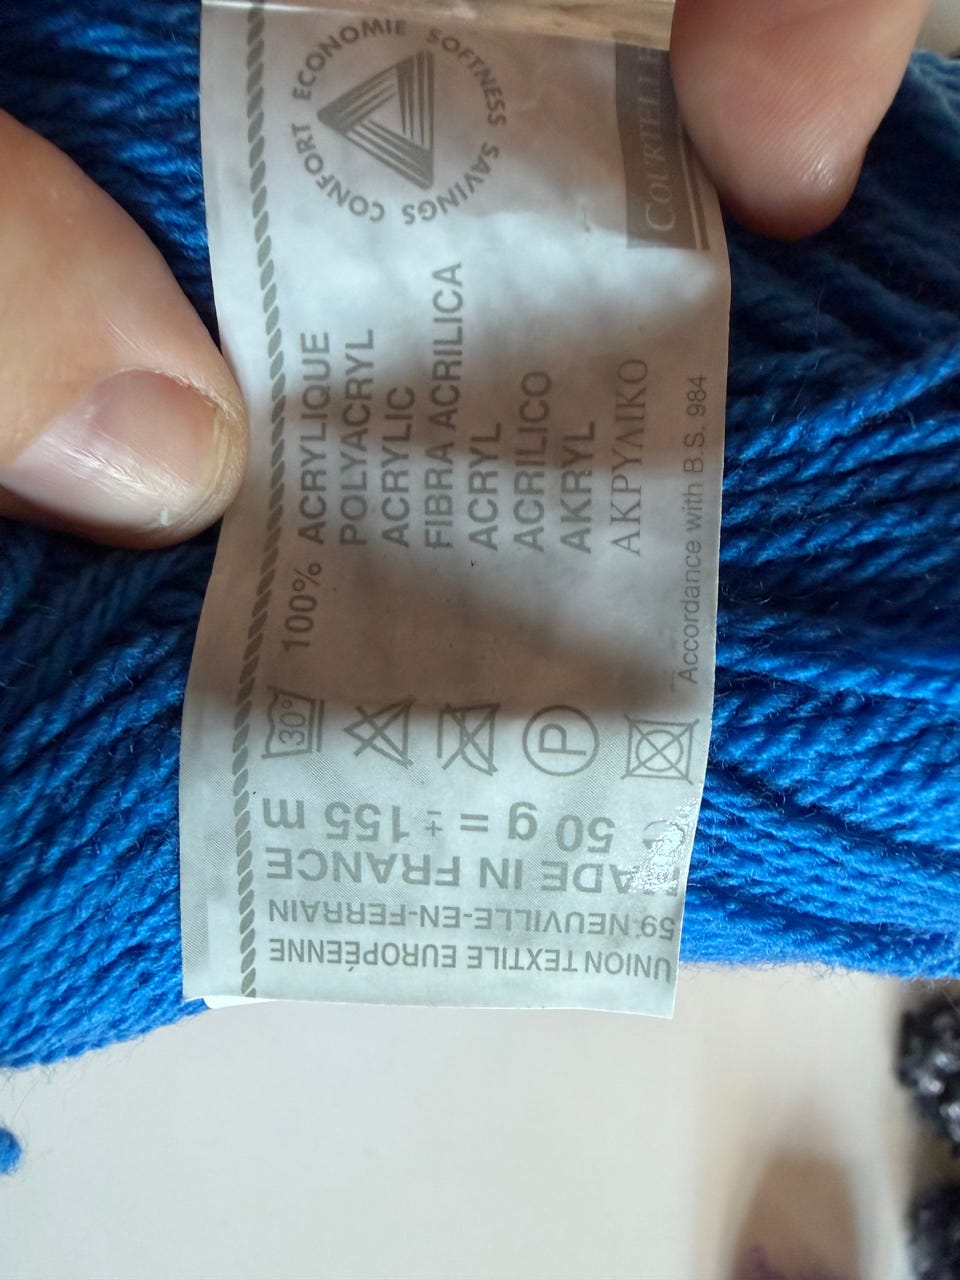 ECONOMIE SOFTNESS SAVINGS CONFORT
COURTELLE
100% ACRYLIQUE
POLYACRYL
ACRYLIC
FIBRA ACRILICA
ACRYL
ACRILICO
AKRYL
ΑΚΡΥΛΙΚΟ
Accordance with B.S. 984
30°
P
50 g = ± 155 m
MADE IN FRANCE
59-NEUVILLE-EN-FERRAIN
UNION TEXTILE EUROPÉENNE